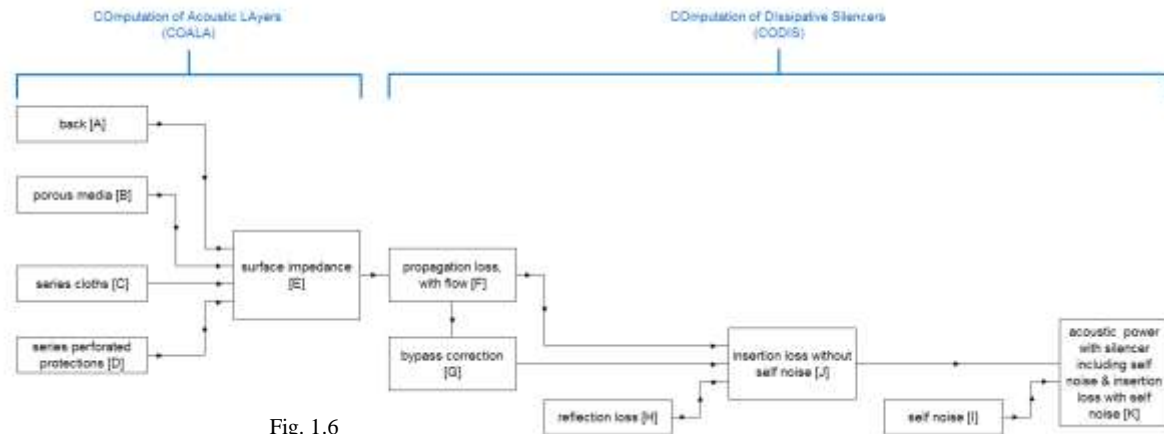 COmputation of Acoustic LAyers
(COALA)
COmputation of Dissipative Silencers
(CODIS)
back [A]
porous media [B]
series cloths [C]
series perforated
protections [D]
surface impedance
[E]
propagation loss,
with flow [F]
bypass correction
[G]
reflection loss [H]
insertion loss without
self noise [J]
self noise [I]
acoustic power
with silencer
including self
noise & insertion
loss with self
noise [K]
Fig. 1.6